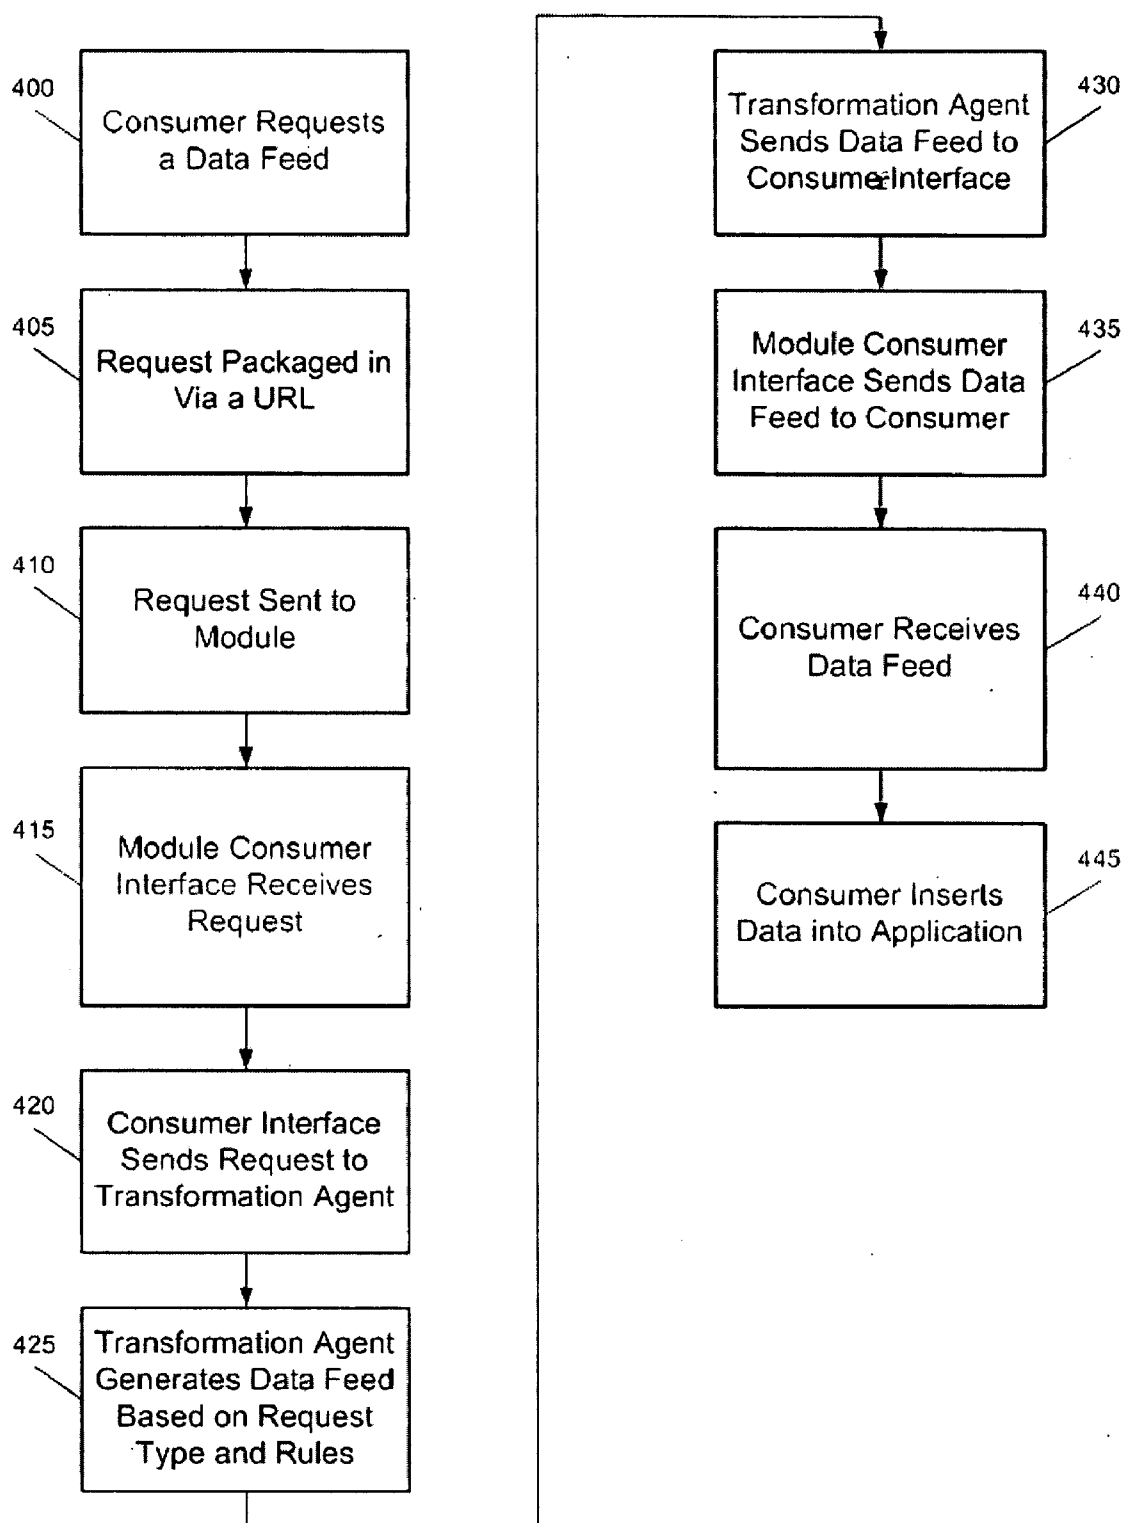 400
Consumer Requests
a Data Feed
405
Request Packaged in
Via a URL
410
Request Sent to
Module
415
Module Consumer
Interface Receives
Request
420
Consumer Interface
Sends Request to
Transformation Agent
425
Transformation Agent
Generates Data Feed
Based on Request
Type and Rules
430
Transformation Agent
Sends Data Feed to
Consumer Interface
435
Module Consumer
Interface Sends Data
Feed to Consumer
440
Consumer Receives
Data Feed
445
Consumer Inserts
Data into Application